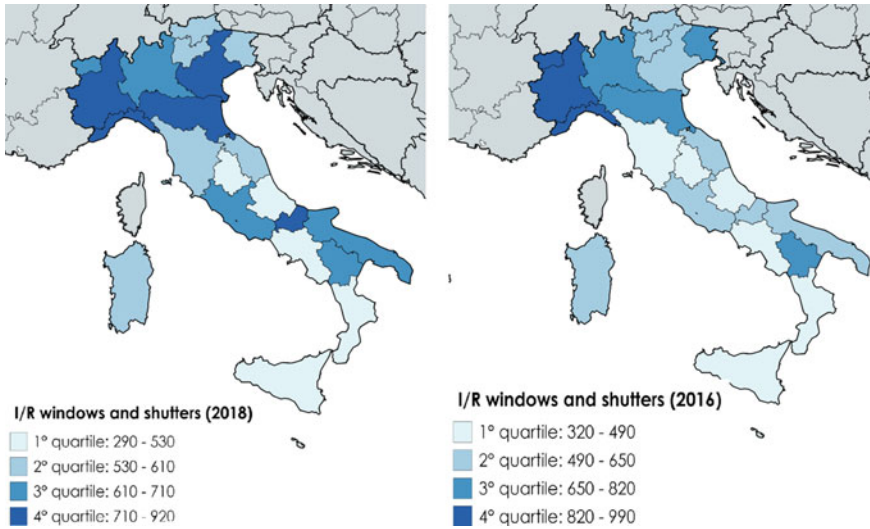 I/R windows and shutters (2018)
1° quartile: 290 - 530
2° quartile: 530 - 610
3° quartile: 610 - 710
4° quartile: 710 - 920
I/R windows and shutters (2016)
1° quartile: 320 - 490
2° quartile: 490 - 650
3° quartile: 650 - 820
4° quartile: 820 - 990